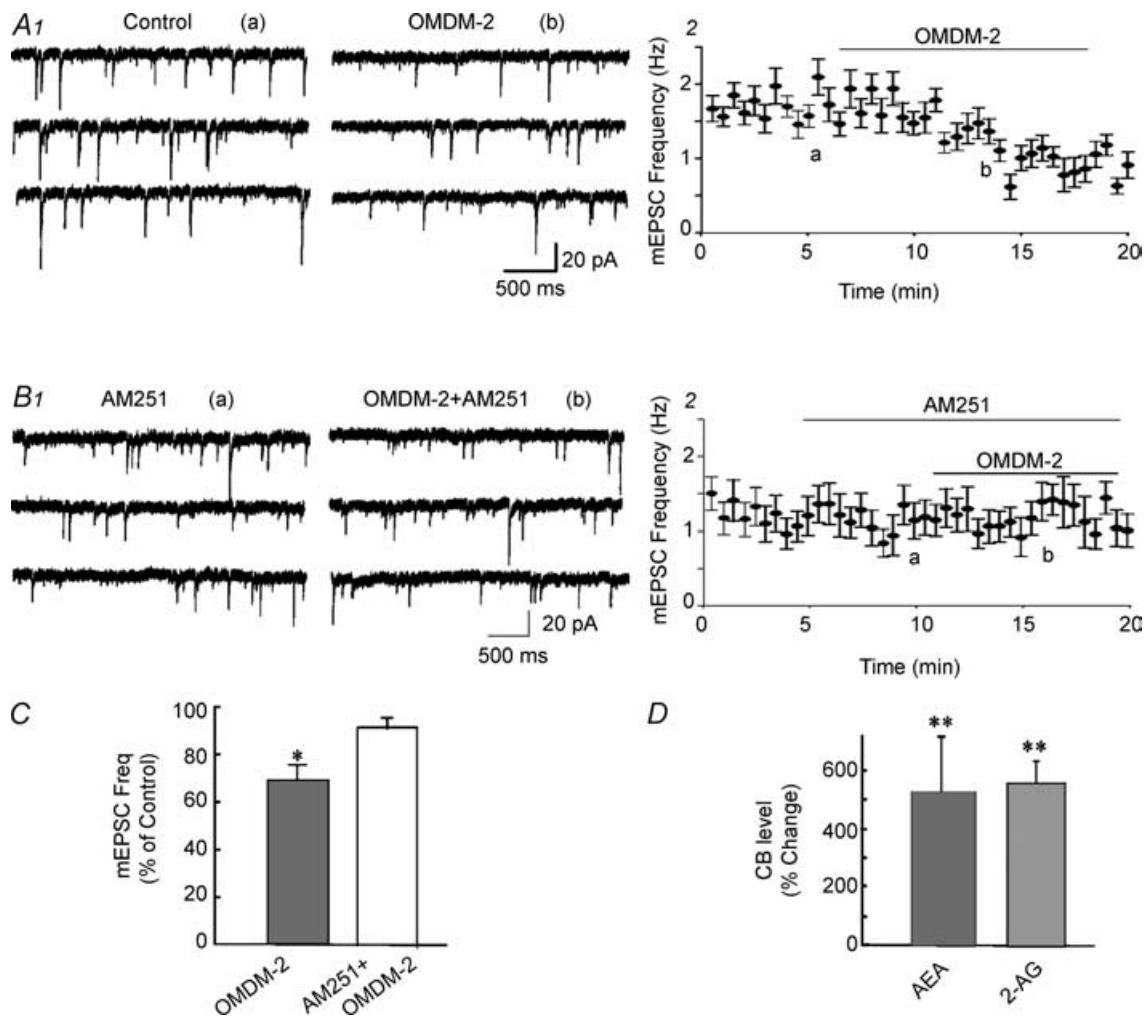 A1 Control (a) OMDM-2 (b)
20 pA
500 ms
2
OMDM-2
mEPSC Frequency (Hz)
2
1
0
a
b
0 5 10 15 20
Time (min)
B1 AM251 (a) OMDM-2+AM251 (b)
20 pA
500 ms
2
AM251
OMDM-2
mEPSC Frequency (Hz)
2
1
0
a
b
0 5 10 15 20
Time (min)
C
mEPSC Freq
(% of Control)
100
80
60
40
20
0
*
OMDM-2
AM251+
OMDM-2
D
CB level
(% Change)
600
400
200
0
**
**
AEA
2-AG